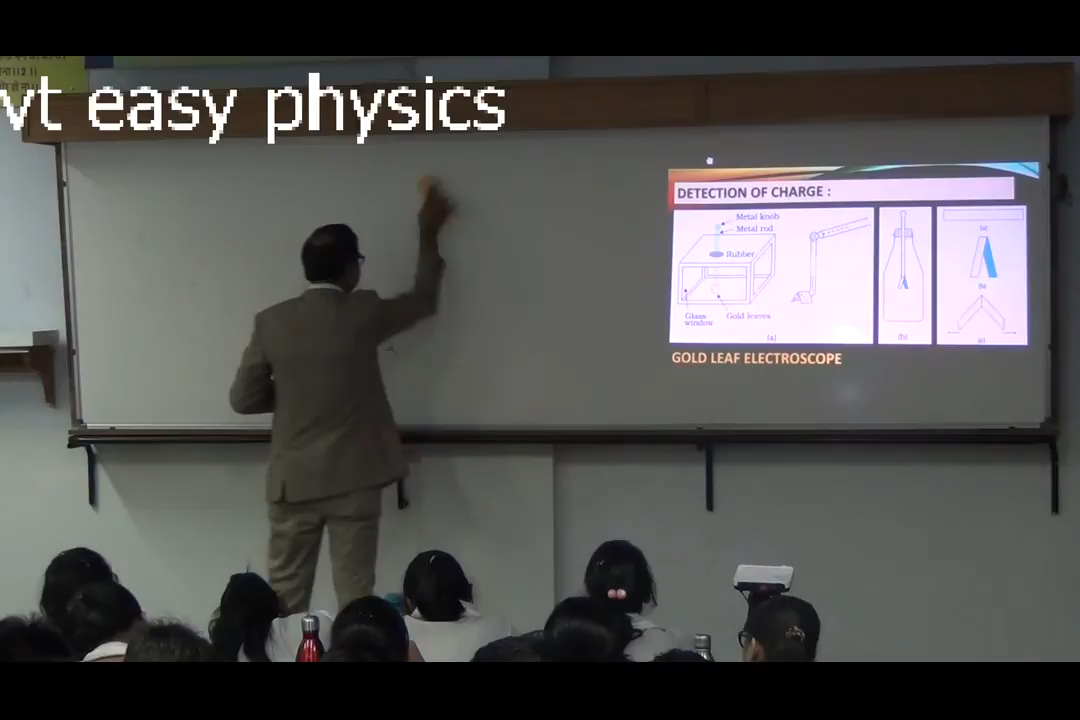 vt easy physics
DETECTION OF CHARGE :
Metal knob
Metal rod
Rubber
Glass
window
Gold leaves
(a)
(b)
(a)
(b)
(c)
GOLD LEAF ELECTROSCOPE